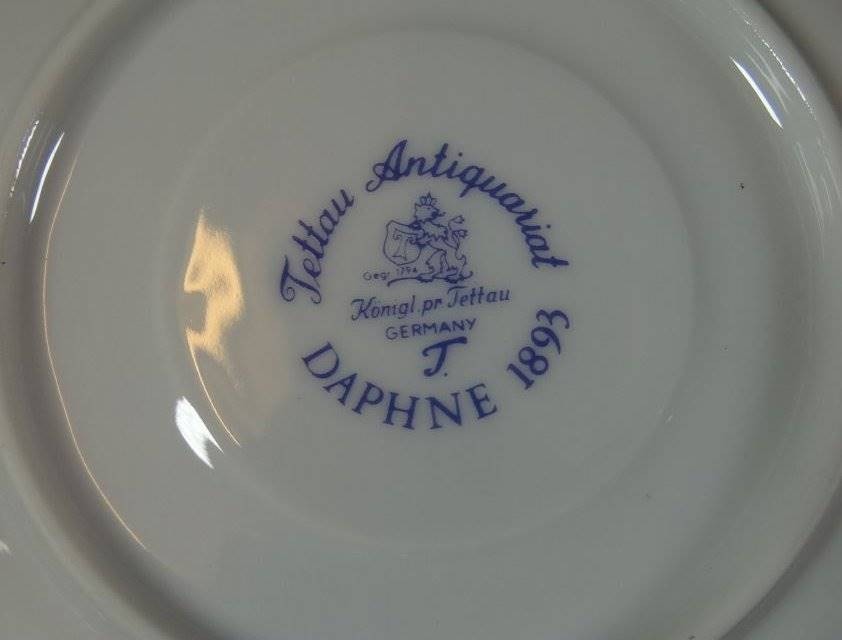 Tettau Antiquariat
Gegr. 1794
Königl. pr. Tettau
GERMANY
T.
DAPHNE 1893